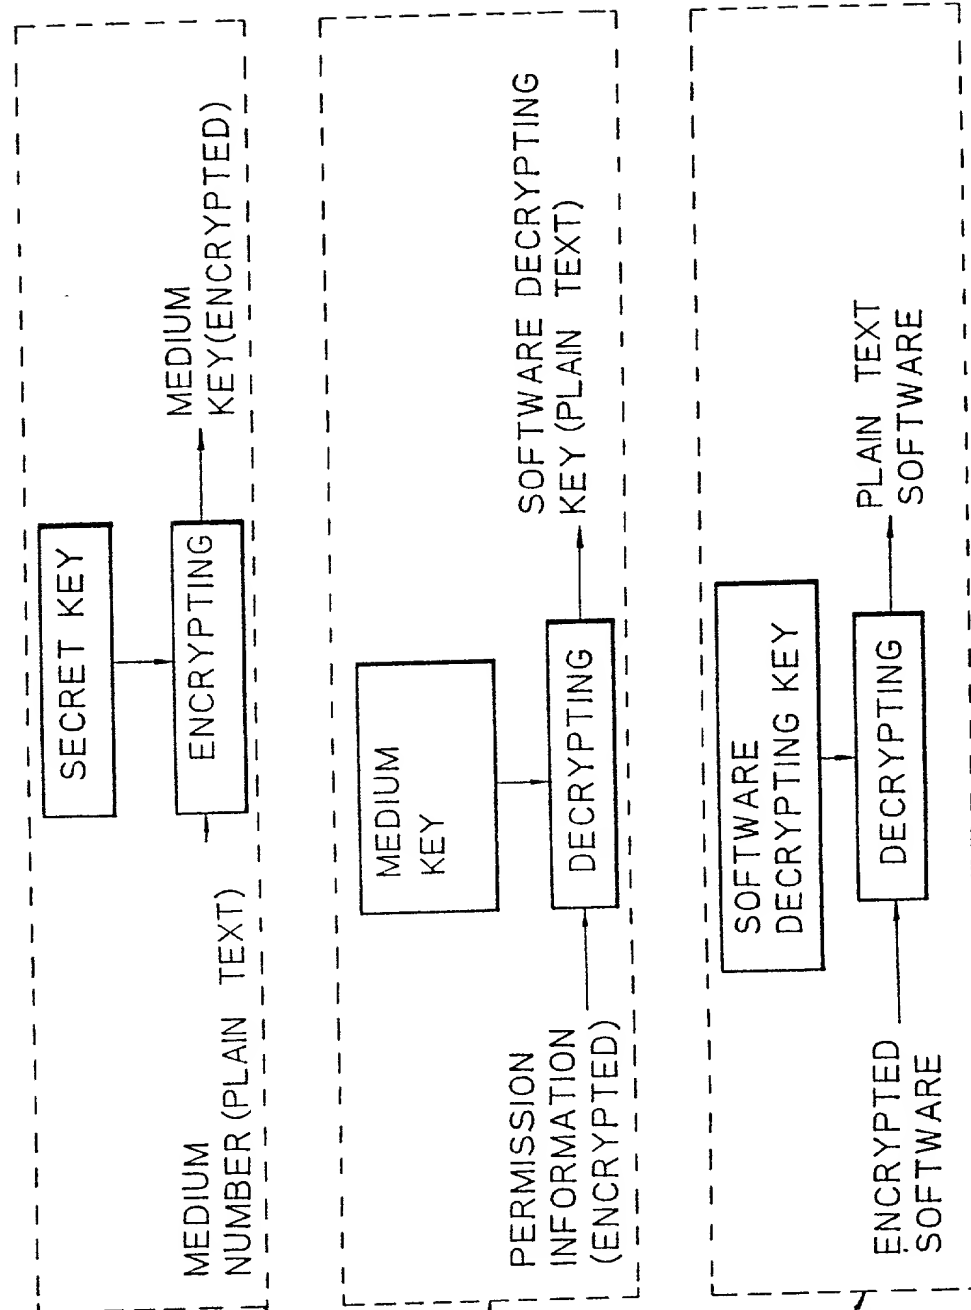 SECRET KEY
MEDIUM
NUMBER (PLAIN TEXT)
ENCRYPTING
MEDIUM
KEY(ENCRYPTED)
MEDIUM
KEY
PERMISSION
INFORMATION
(ENCRYPTED)
DECRYPTING
SOFTWARE DECRYPTING
KEY (PLAIN TEXT)
SOFTWARE
DECRYPTING KEY
ENCRYPTED
SOFTWARE
DECRYPTING
PLAIN TEXT
SOFTWARE